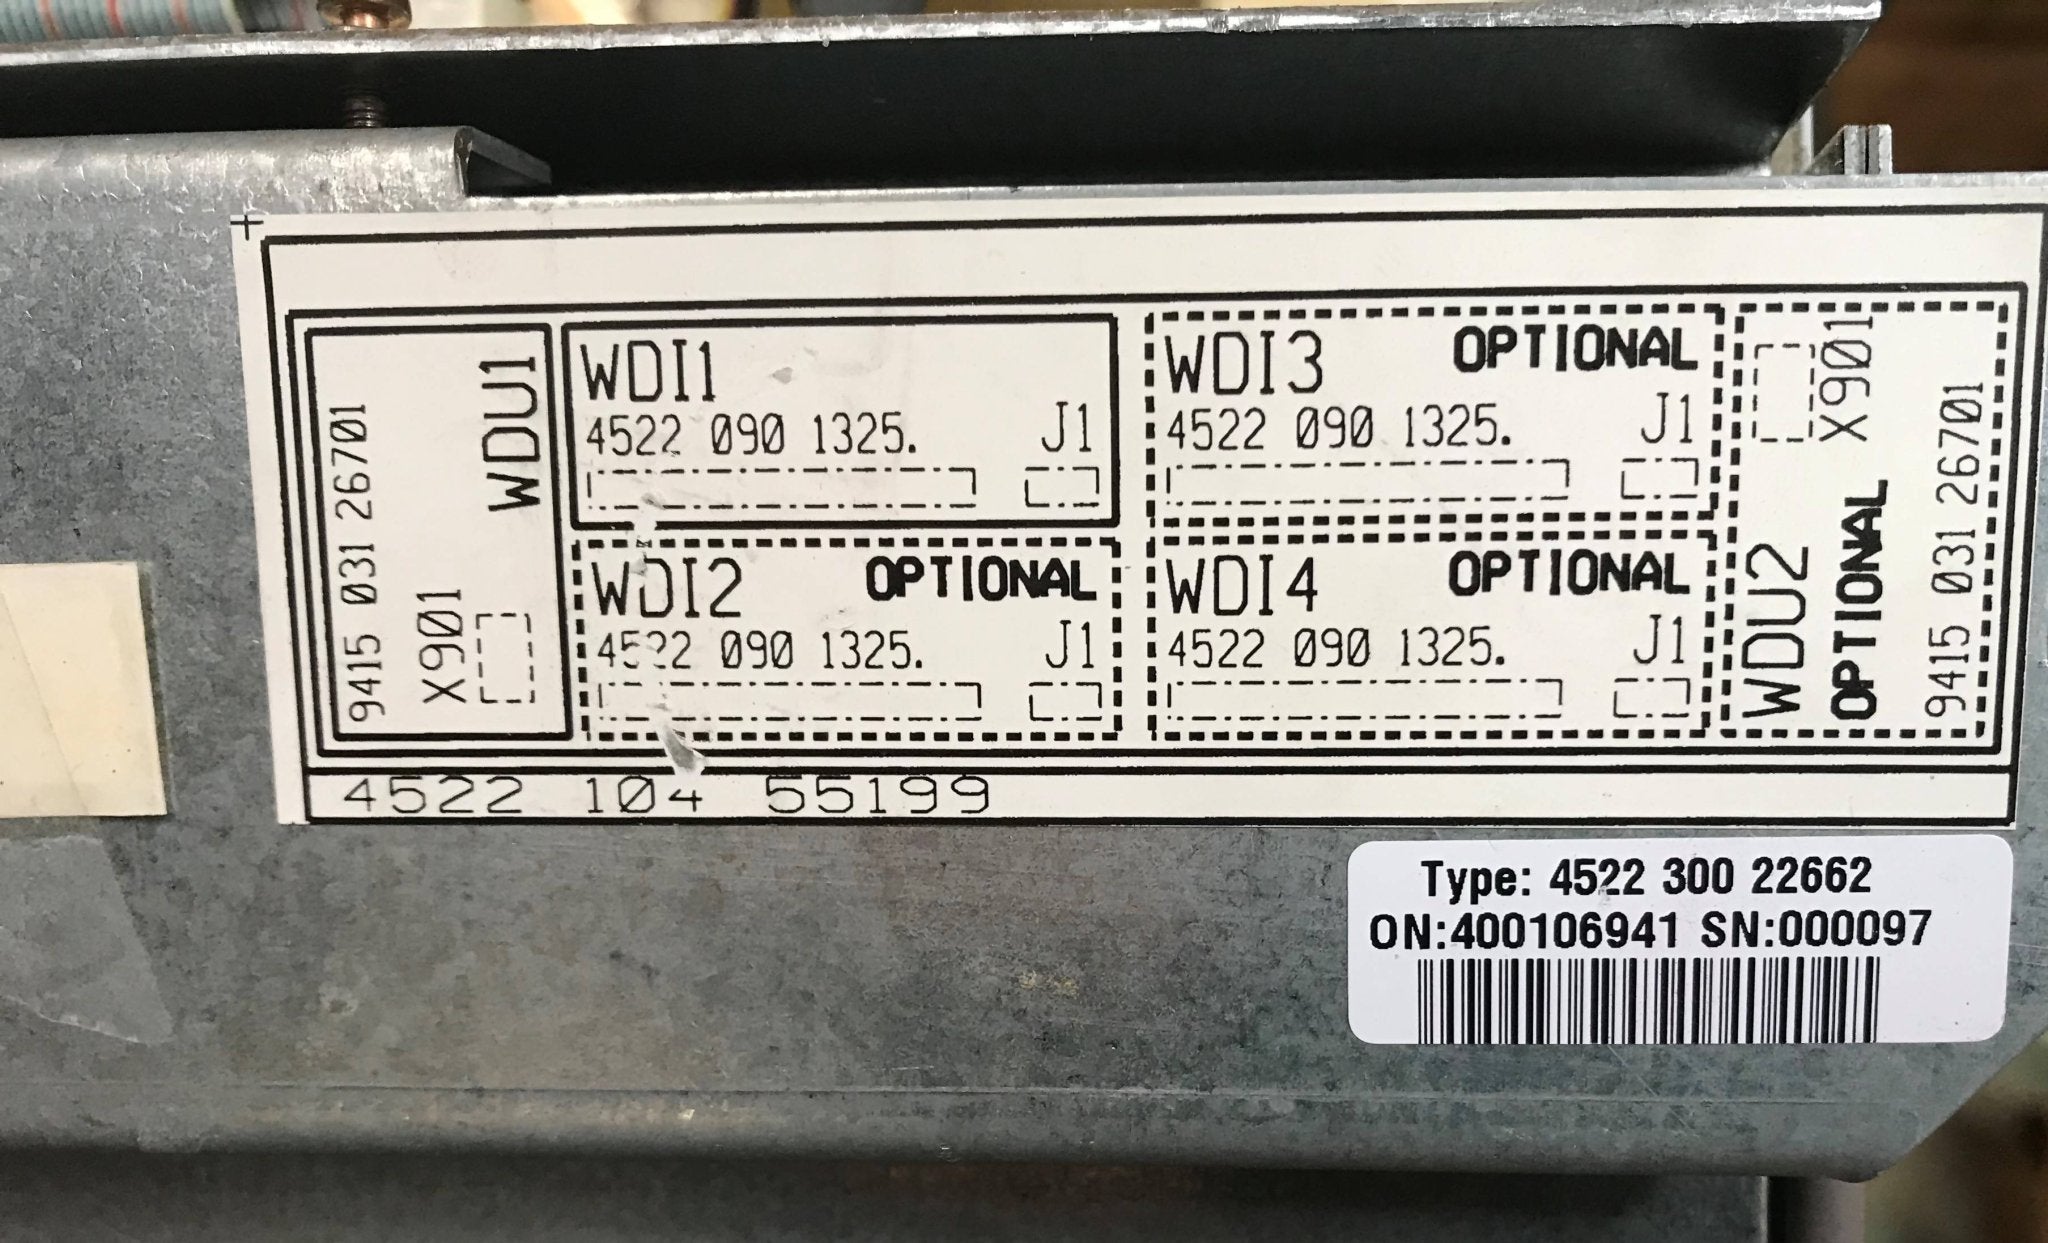 9415 031 26701
WDU1
X901
WDI1
4522 090 1325.
J1
WDI2 OPTIONAL
4522 090 1325.
J1
WDI3 OPTIONAL
4522 090 1325.
J1
WDI4 OPTIONAL
4522 090 1325.
J1
X901
WDU2
OPTIONAL
9415 031 26701
4522 104 55199
Type: 4522 300 22662
ON:400106941 SN:000097